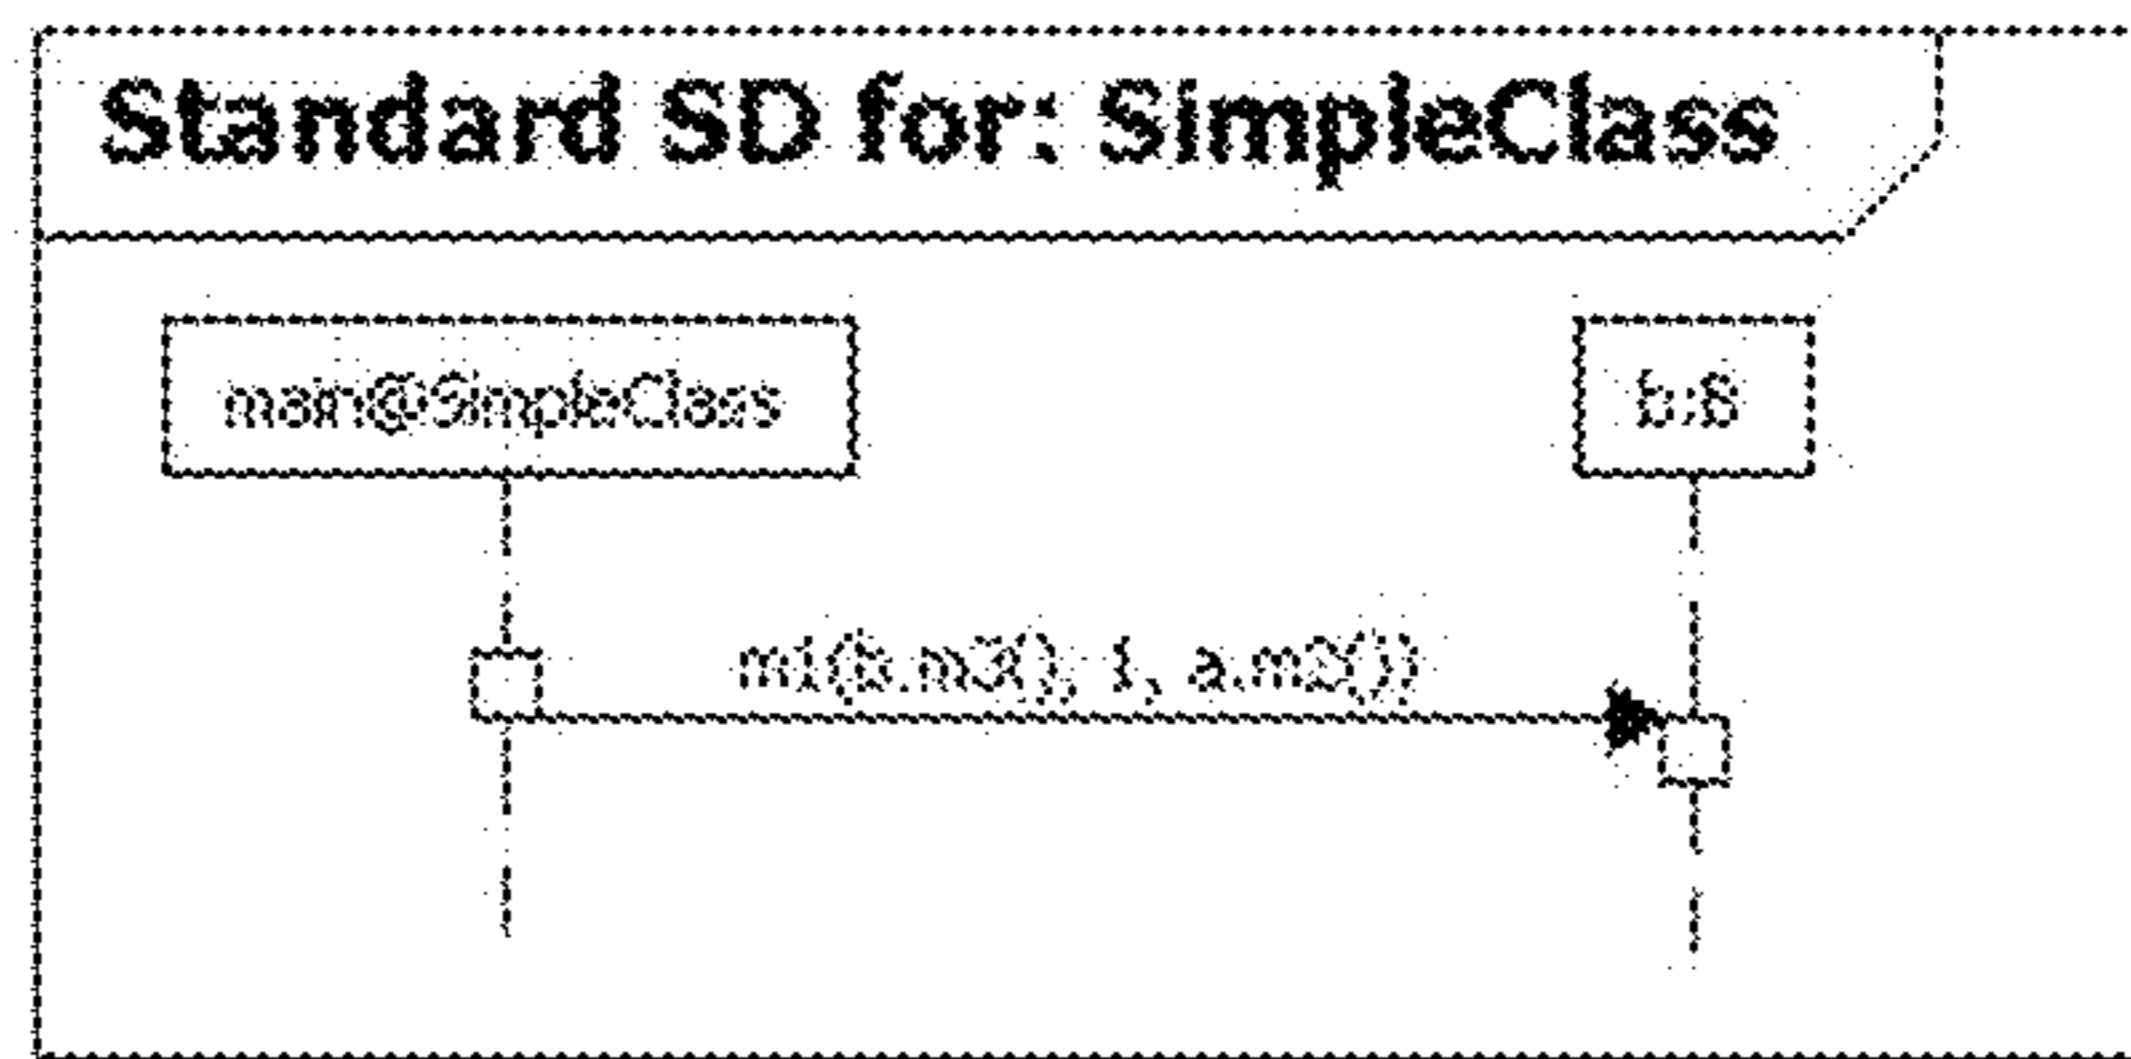 Standard SD for: SimpleClass
main@SimpleClass
b:B
m1(b.m3(), 1, a.m2())